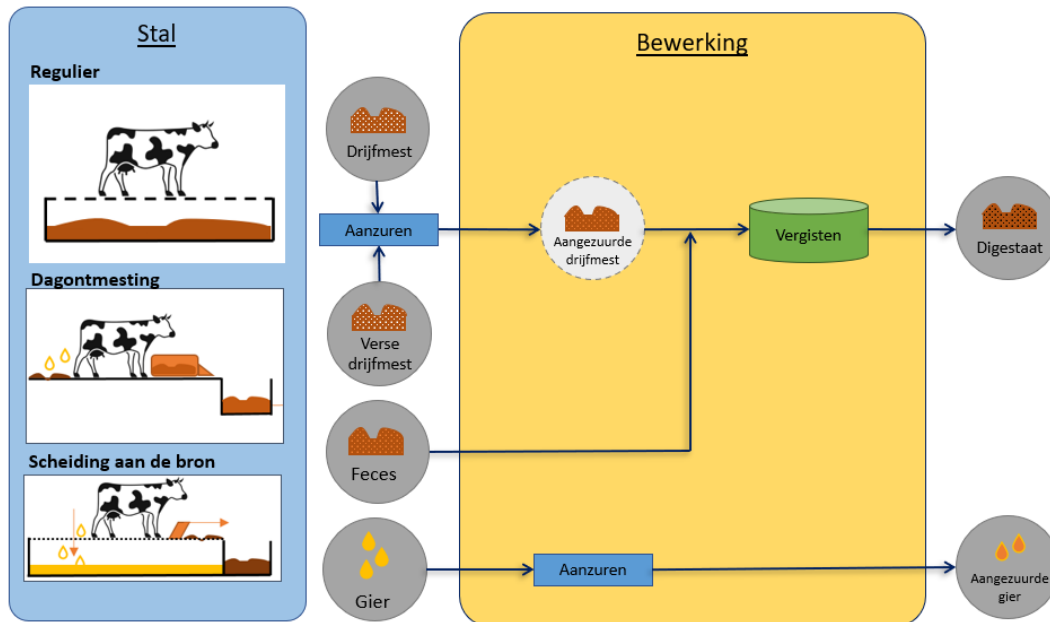 Stal
Regulier
Dagontmesting
Scheiding aan de bron
Drijfmest
Aanzuren
Verse
drijfmest
Feces
Gier
Bewerking
Aangezuurde
drijfmest
Vergisten
Aanzuren
Digestaat
Aangezuurde
gier